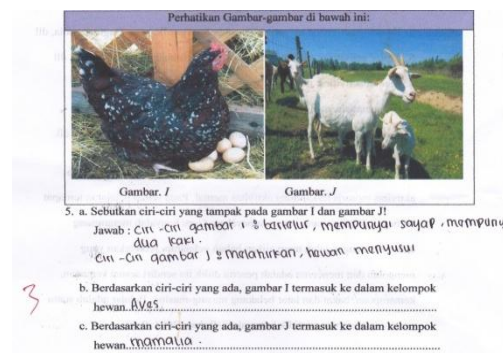 Perhatikan Gambar-gambar di bawah ini:
Gambar. I
Gambar. J
5. a. Sebutkan ciri-ciri yang tampak pada gambar I dan gambar J!
Jawab : Ciri -Ciri gambar I : bertelur, mempunyai sayap, mempuny
dua kaki.
Ciri -Ciri gambar J : melahirkan, hewan menyusui
b. Berdasarkan ciri-ciri yang ada, gambar I termasuk ke dalam kelompok
3
hewan. Aves.
c. Berdasarkan ciri-ciri yang ada, gambar J termasuk ke dalam kelompok
hewan. mamalia.